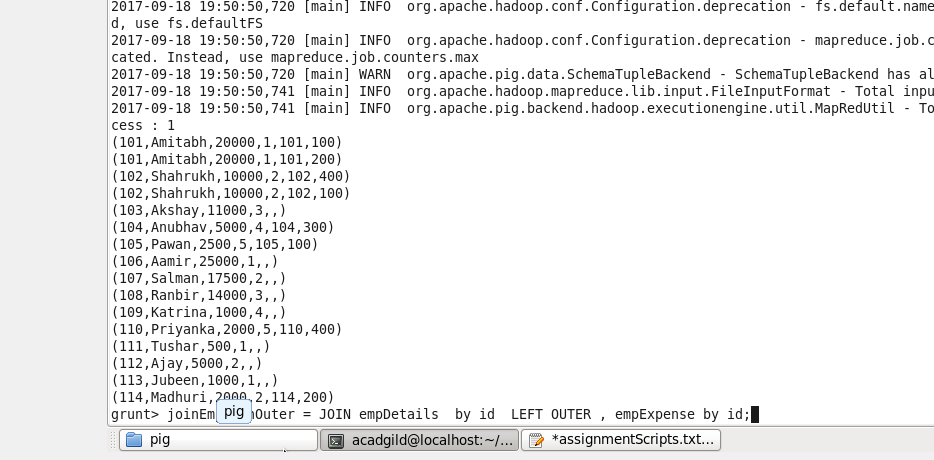 2017-09-18 19:50:50,720 [main] INFO  org.apache.hadoop.conf.Configuration.deprecation - fs.default.name
d, use fs.defaultFS
2017-09-18 19:50:50,720 [main] INFO  org.apache.hadoop.conf.Configuration.deprecation - mapreduce.job.c
cated. Instead, use mapreduce.job.counters.max
2017-09-18 19:50:50,720 [main] WARN  org.apache.pig.data.SchemaTupleBackend - SchemaTupleBackend has al
2017-09-18 19:50:50,741 [main] INFO  org.apache.hadoop.mapreduce.lib.input.FileInputFormat - Total inpu
2017-09-18 19:50:50,741 [main] INFO  org.apache.pig.backend.hadoop.executionengine.util.MapRedUtil - To
cess : 1
(101,Amitabh,20000,1,101,100)
(101,Amitabh,20000,1,101,200)
(102,Shahrukh,10000,2,102,400)
(102,Shahrukh,10000,2,102,100)
(103,Akshay,11000,3,,)
(104,Anubhav,5000,4,104,300)
(105,Pawan,2500,5,105,100)
(106,Aamir,25000,1,,)
(107,Salman,17500,2,,)
(108,Ranbir,14000,3,,)
(109,Katrina,1000,4,,)
(110,Priyanka,2000,5,110,400)
(111,Tushar,500,1,,)
(112,Ajay,5000,2,,)
(113,Jubeen,1000,1,,)
(114,Madhuri,2000,2,114,200)
grunt> joinEm pig nOuter = JOIN empDetails  by id  LEFT OUTER , empExpense by id;
pig
acadgild@localhost:~/...
*assignmentScripts.txt...